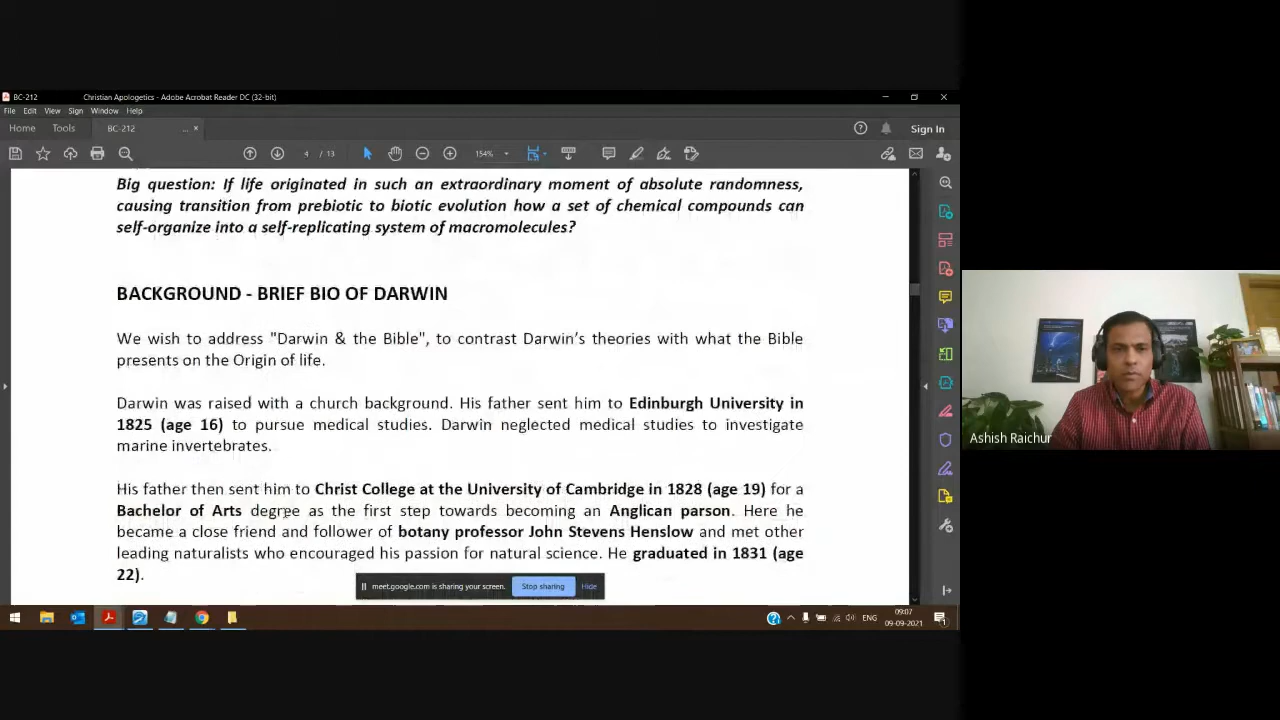 BC-212 Christian Apologetics - Adobe Acrobat Reader DC (32-bit)
File Edit View Sign Window Help
Home Tools BC-212 ... × Sign In
4 / 13 154%
Big question: If life originated in such an extraordinary moment of absolute randomness,
causing transition from prebiotic to biotic evolution how a set of chemical compounds can
self-organize into a self-replicating system of macromolecules?
BACKGROUND - BRIEF BIO OF DARWIN
We wish to address "Darwin & the Bible", to contrast Darwin’s theories with what the Bible
presents on the Origin of life.
Darwin was raised with a church background. His father sent him to Edinburgh University in
1825 (age 16) to pursue medical studies. Darwin neglected medical studies to investigate
marine invertebrates.
His father then sent him to Christ College at the University of Cambridge in 1828 (age 19) for a
Bachelor of Arts degree as the first step towards becoming an Anglican parson. Here he
became a close friend and follower of botany professor John Stevens Henslow and met other
leading naturalists who encouraged his passion for natural science. He graduated in 1831 (age
22).
meet.google.com is sharing your screen. Stop sharing Hide
ENG 09:07
09-09-2021
Ashish Raichur